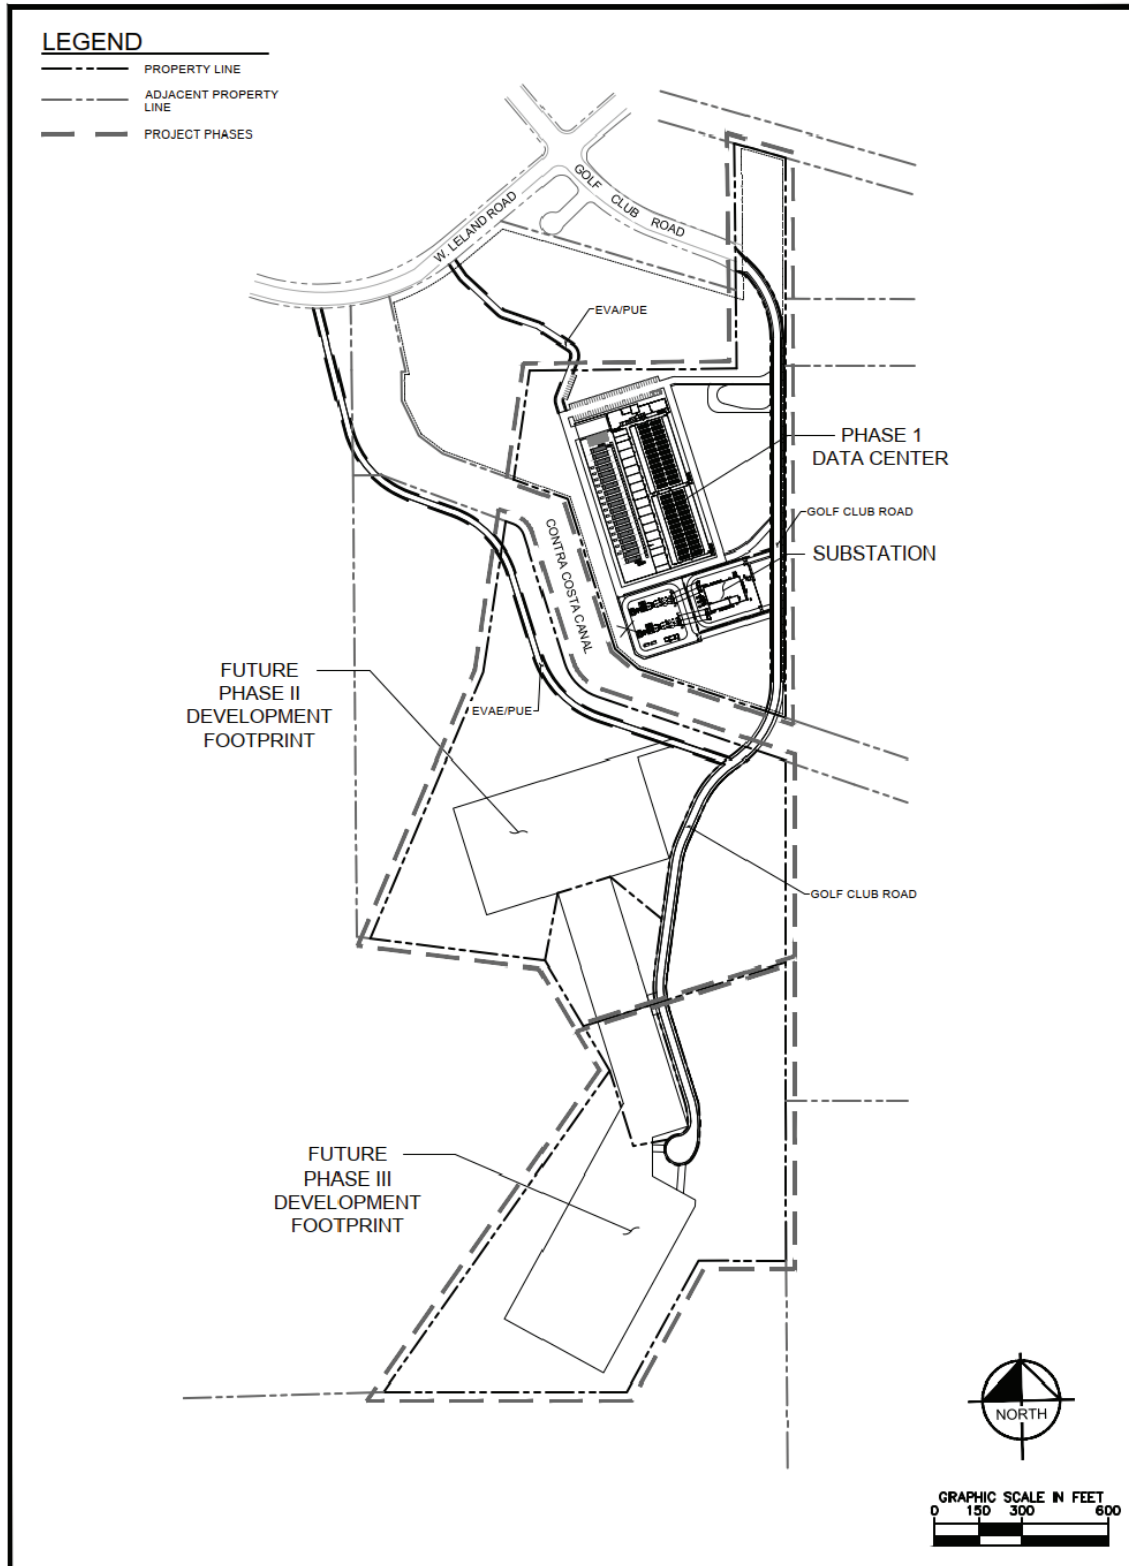 LEGEND
PROPERTY LINE
ADJACENT PROPERTY
LINE
PROJECT PHASES
W. LELAND ROAD
GOLF CLUB ROAD
EVA/PUE
PHASE 1
DATA CENTER
GOLF CLUB ROAD
SUBSTATION
CONTRA COSTA CANAL
FUTURE
PHASE II
DEVELOPMENT
FOOTPRINT
EVAE/PUE
GOLF CLUB ROAD
FUTURE
PHASE III
DEVELOPMENT
FOOTPRINT
NORTH
GRAPHIC SCALE IN FEET
0 150 300 600